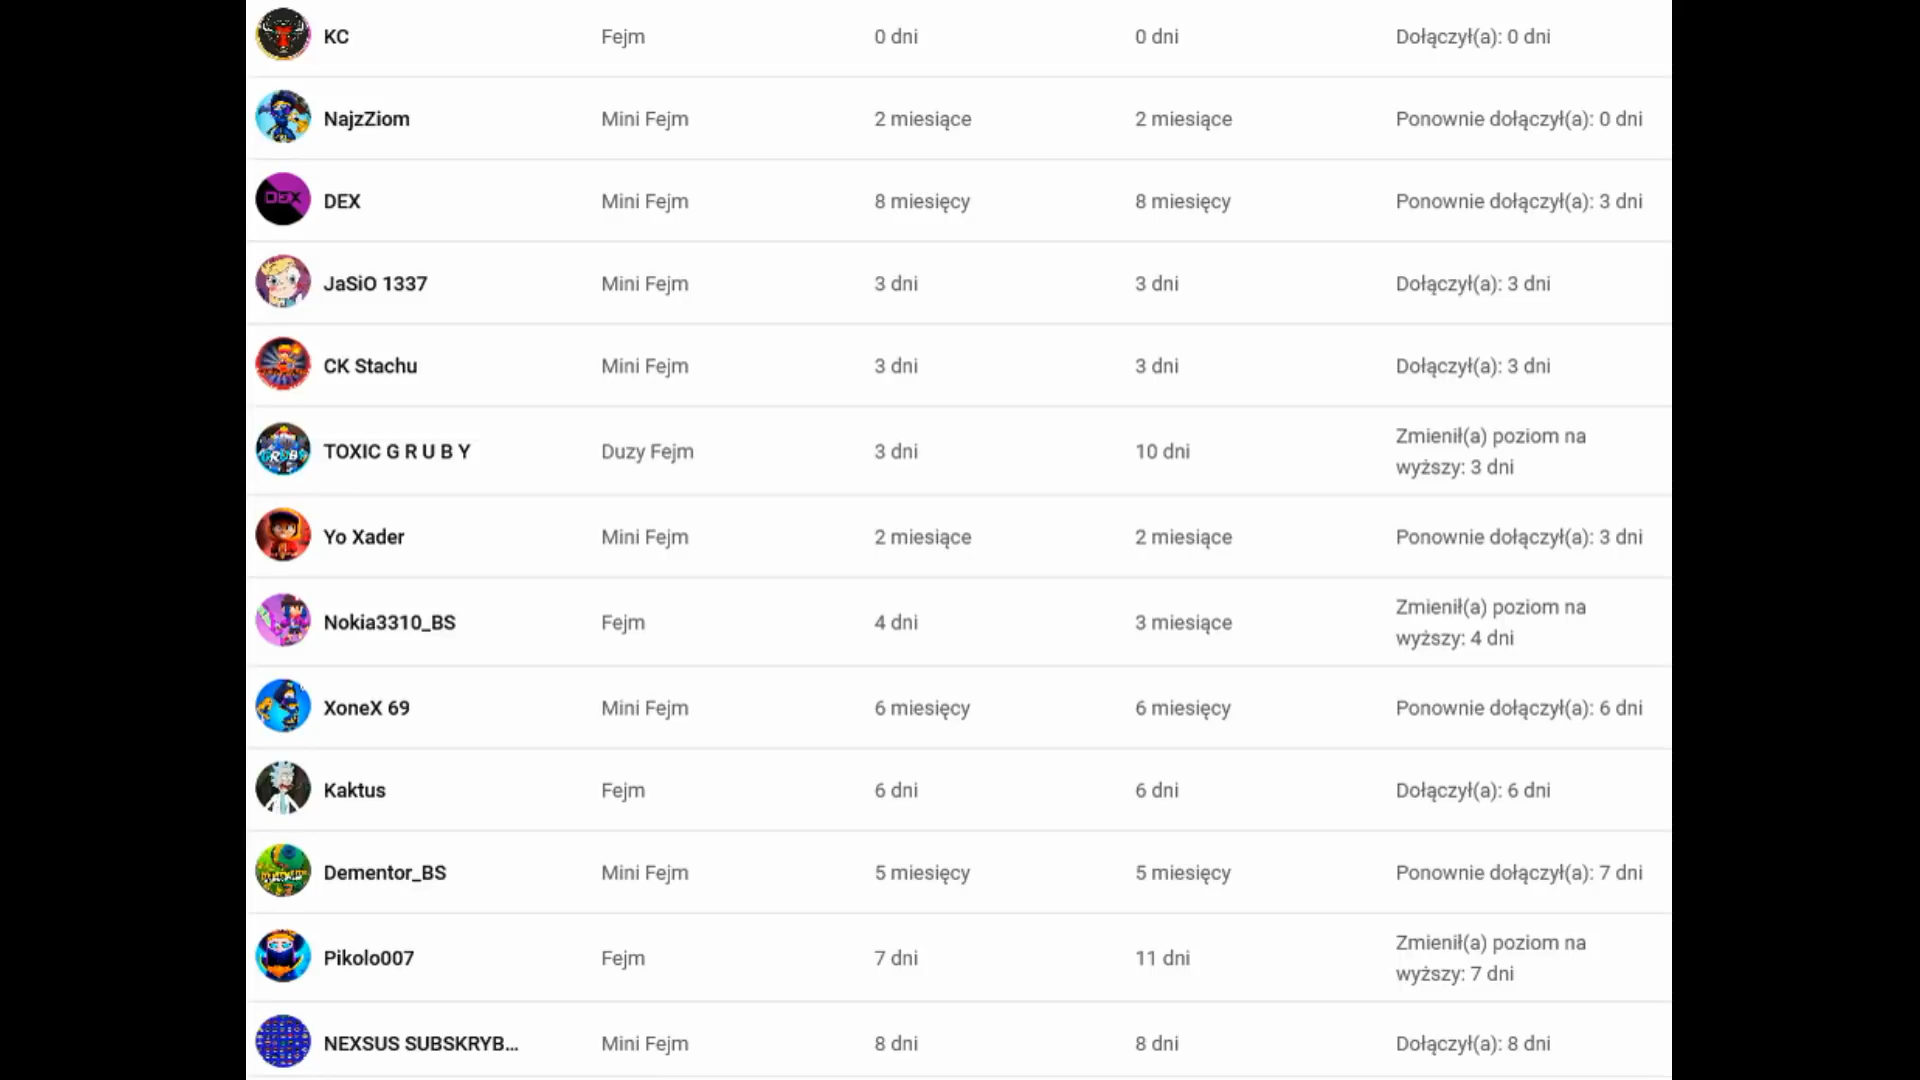 KC Fejm 0 dni 0 dni Dołączył(a): 0 dni
NajzZiom Mini Fejm 2 miesiące 2 miesiące Ponownie dołączył(a): 0 dni
DEX DEX Mini Fejm 8 miesięcy 8 miesięcy Ponownie dołączył(a): 3 dni
JaSiO 1337 Mini Fejm 3 dni 3 dni Dołączył(a): 3 dni
CK Stachu Mini Fejm 3 dni 3 dni Dołączył(a): 3 dni
TOXIC G R U B Y Duzy Fejm 3 dni 10 dni Zmienił(a) poziom na
wyższy: 3 dni
Yo Xader Mini Fejm 2 miesiące 2 miesiące Ponownie dołączył(a): 3 dni
Nokia3310_BS Fejm 4 dni 3 miesiące Zmienił(a) poziom na
wyższy: 4 dni
XoneX 69 Mini Fejm 6 miesięcy 6 miesięcy Ponownie dołączył(a): 6 dni
Kaktus Fejm 6 dni 6 dni Dołączył(a): 6 dni
Dementor_BS Mini Fejm 5 miesięcy 5 miesięcy Ponownie dołączył(a): 7 dni
Pikolo007 Fejm 7 dni 11 dni Zmienił(a) poziom na
wyższy: 7 dni
NEXSUS SUBSKRYB... Mini Fejm 8 dni 8 dni Dołączył(a): 8 dni